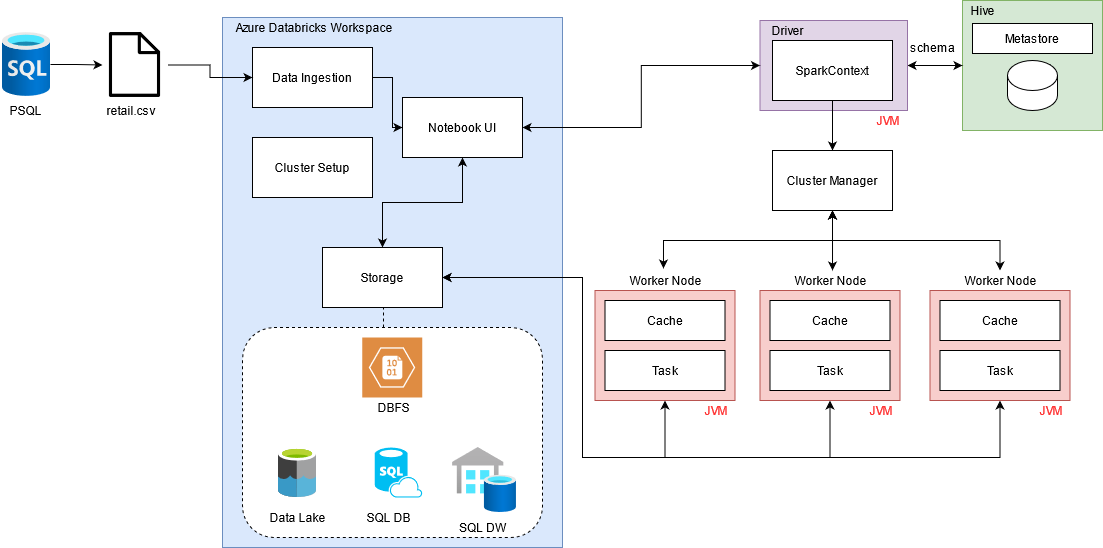 Azure Databricks Workspace
Driver
Hive
Metastore
SQL
PSQL
retail.csv
Data Ingestion
Notebook UI
Cluster Setup
SparkContext
schema
JVM
Cluster Manager
Storage
Worker Node
Worker Node
Worker Node
Cache
Cache
Cache
Task
Task
Task
JVM
JVM
JVM
10
01
DBFS
SQL
Data Lake
SQL DB
SQL DW